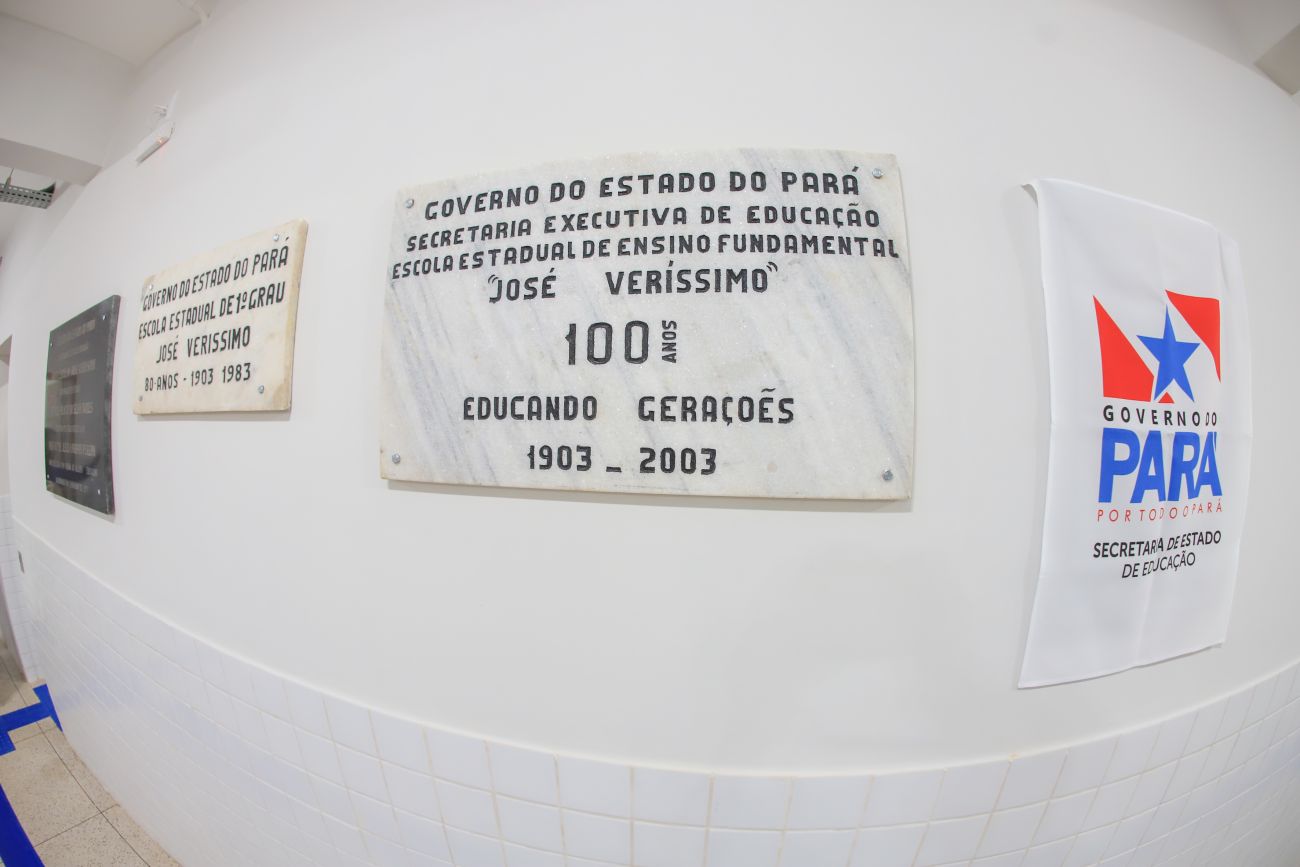 GOVERNO DO ESTADO DO PARÁ
ESCOLA ESTADUAL DE 1º GRAU
JOSÉ VERISSIMO
80-ANOS - 1903 1983
GOVERNO DO ESTADO DO PARÁ
SECRETARIA EXECUTIVA DE EDUCAÇÃO
ESCOLA ESTADUAL DE ENSINO FUNDAMENTAL
"JOSÉ VERÍSSIMO"
100 ANOS
EDUCANDO GERAÇOẼS
1903 _ 2003
GOVERNO DO
PARÁ
POR TODO O PARÁ
SECRETARIA DE ESTADO
DE EDUCAÇÃO